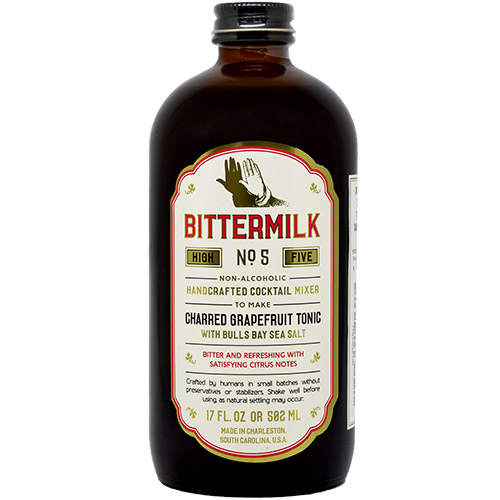 BITTERMILK
HIGH Nº 5 FIVE
NON-ALCOHOLIC
HANDCRAFTED COCKTAIL MIXER
TO MAKE
CHARRED GRAPEFRUIT TONIC
WITH BULLS BAY SEA SALT
BITTER AND REFRESHING WITH
SATISFYING CITRUS NOTES
Crafted by humans in small batches without
preservatives or stabilizers. Shake well before
using as natural settling may occur.
17 FL. OZ OR 502 ML
MADE IN CHARLESTON,
SOUTH CAROLINA, U.S.A.